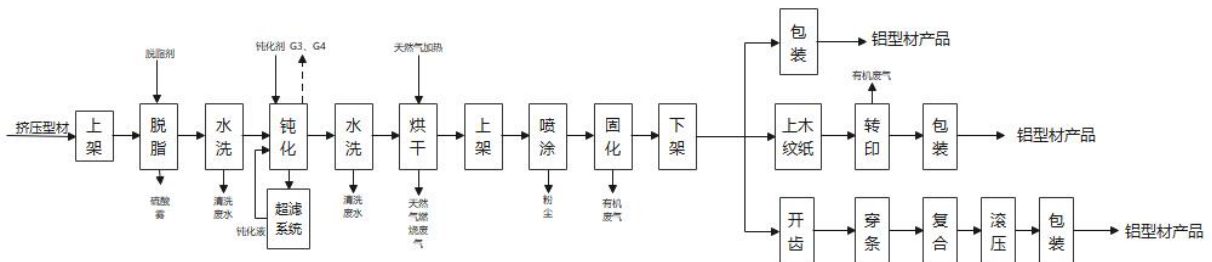 挤压型材
上架
脱脂剂
脱脂
硫酸雾
水洗
清洗废水
钝化剂 G3、G4
钝化
钝化液
超滤系统
水洗
清洗废水
天然气加热
烘干
天然气燃烧废气
上架
喷涂
粉尘
固化
有机废气
下架
包装
铝型材产品
上木纹纸
有机废气
转印
包装
铝型材产品
开齿
穿条
复合
滚压
包装
铝型材产品